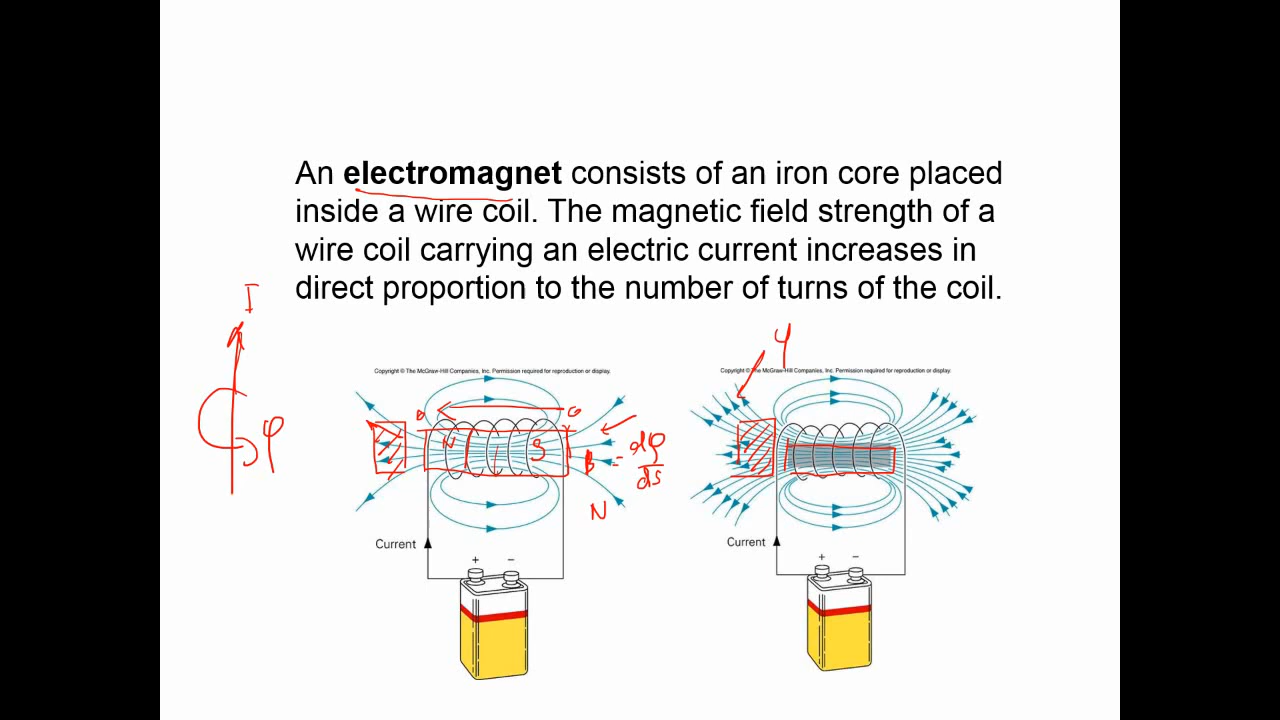 An electromagnet consists of an iron core placed
inside a wire coil. The magnetic field strength of a
wire coil carrying an electric current increases in
direct proportion to the number of turns of the coil.
I
φ
Copyright © The McGraw-Hill Companies, Inc. Permission required for reproduction or display.
N
S
B = dφ/ds
N
Current
+ −
φ
Copyright © The McGraw-Hill Companies, Inc. Permission required for reproduction or display.
Current
+ −